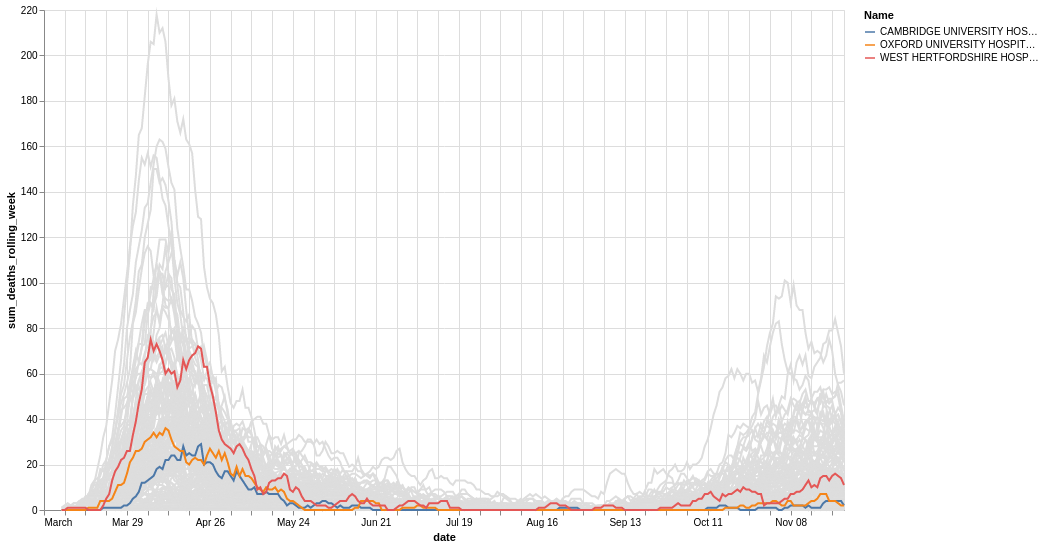 220
200
180
160
140
120
100
80
60
40
20
0
sum_deaths_rolling_week
March Mar 29 Apr 26 May 24 Jun 21 Jul 19 Aug 16 Sep 13 Oct 11 Nov 08
date
Name
CAMBRIDGE UNIVERSITY HOS…
OXFORD UNIVERSITY HOSPIT…
WEST HERTFORDSHIRE HOSP…